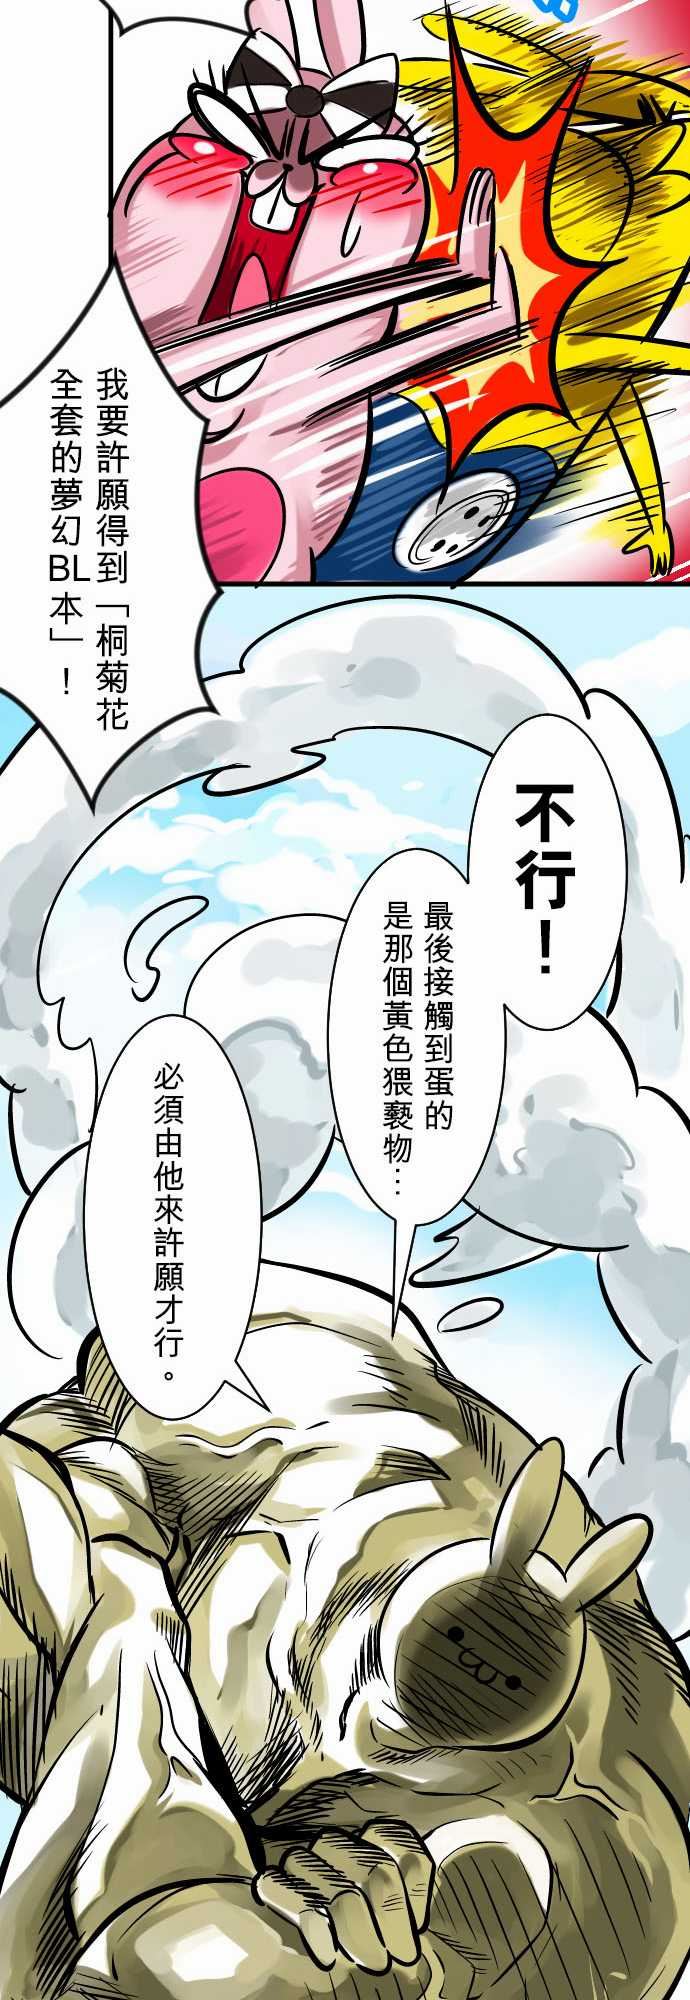 我要許願得到「桐菊花
全套的夢幻BL本」！
不行！
最後接觸到蛋的
是那個黃色猥褻物…
必須由他來許願才行。